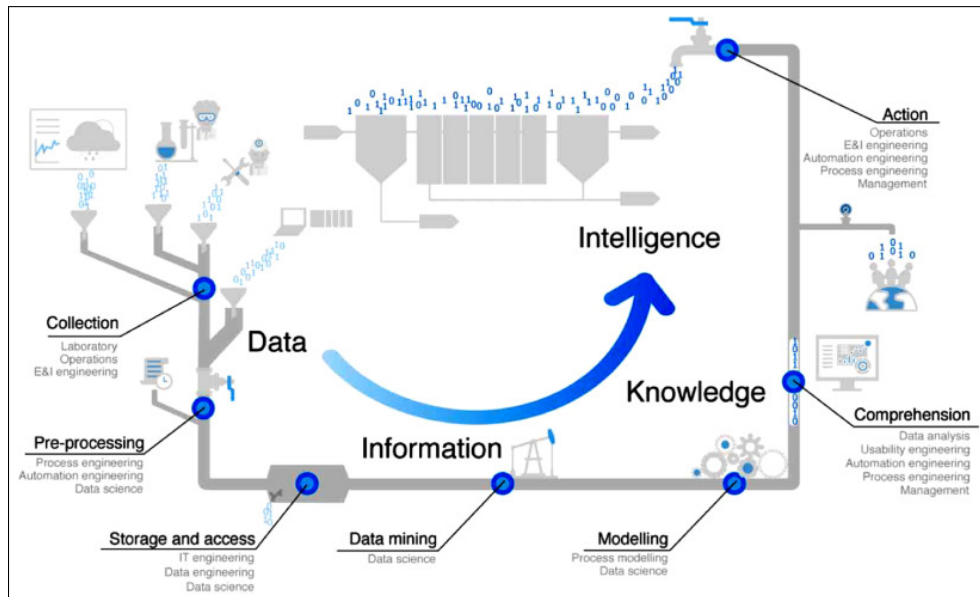 Action
Operations
E&I engineering
Automation engineering
Process engineering
Management
Intelligence
Collection
Laboratory
Operations
E&I engineering
Data
Knowledge
Comprehension
Data analysis
Usability engineering
Automation engineering
Process engineering
Management
Pre-processing
Process engineering
Automation engineering
Data science
Information
Storage and access
IT engineering
Data engineering
Data science
Data mining
Data science
Modelling
Process modelling
Data science